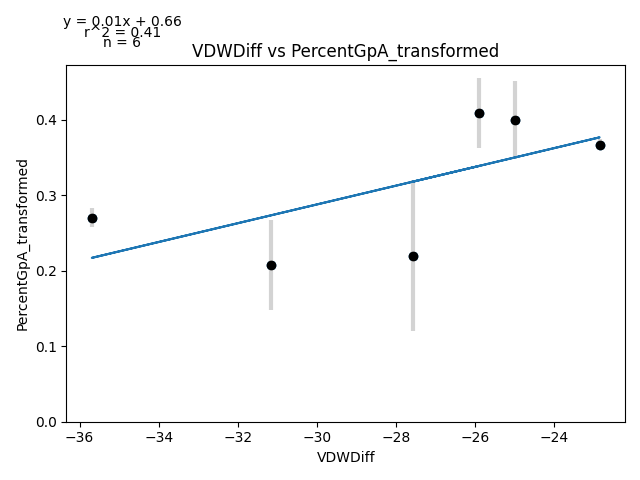 y = 0.01x + 0.66
r^2 = 0.41
n = 6
VDWDiff vs PercentGpA_transformed
PercentGpA_transformed
0.4
0.3
0.2
0.1
0.0
−36 −34 −32 −30 −28 −26 −24
VDWDiff